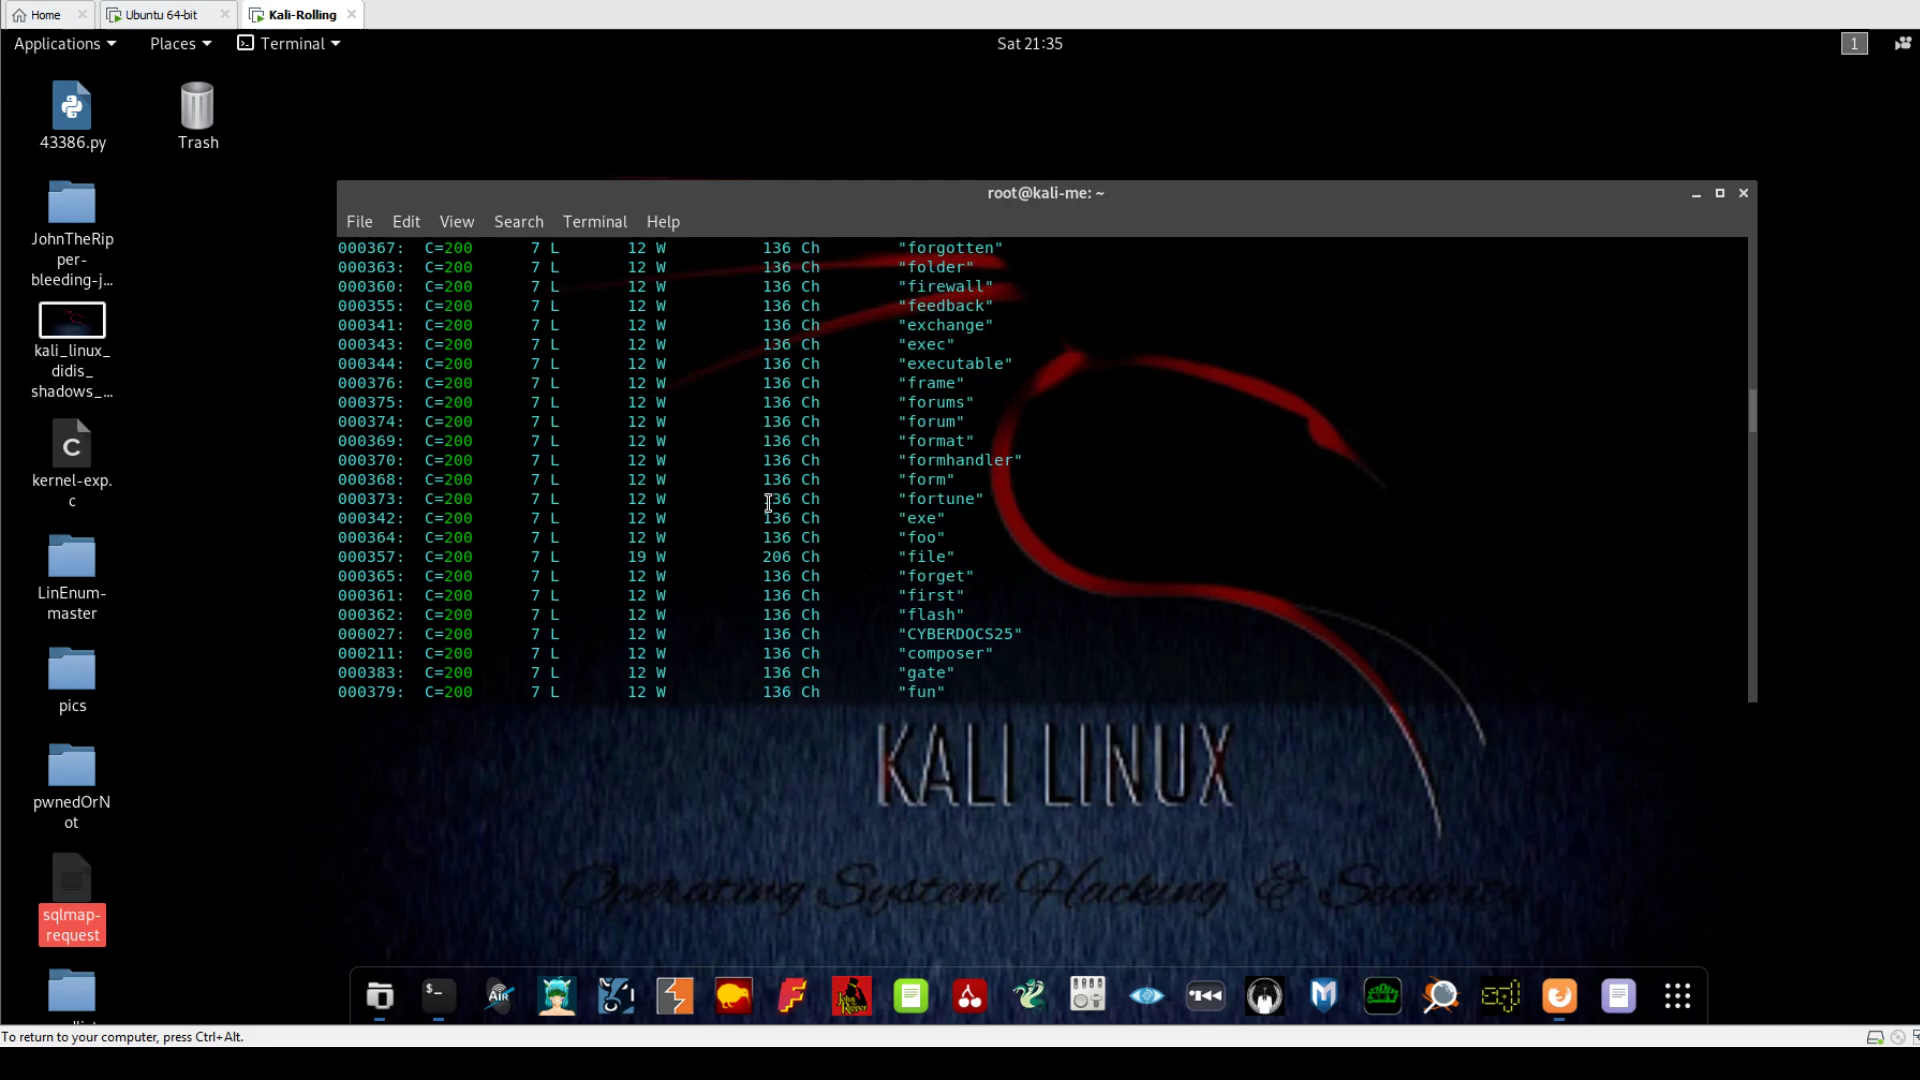 Home
Ubuntu 64-bit
Kali-Rolling
Applications Places Terminal Sat 21:35 1
43386.py
Trash
JohnTheRip
per-
bleeding-j...
kali_linux_
didis_
shadows_...
C
kernel-exp.
c
LinEnum-
master
pics
pwnedOrN
ot
sqlmap-
request
root@kali-me: ~
File Edit View Search Terminal Help
000367: C=200 7 L 12 W 136 Ch "forgotten"
000363: C=200 7 L 12 W 136 Ch "folder"
000360: C=200 7 L 12 W 136 Ch "firewall"
000355: C=200 7 L 12 W 136 Ch "feedback"
000341: C=200 7 L 12 W 136 Ch "exchange"
000343: C=200 7 L 12 W 136 Ch "exec"
000344: C=200 7 L 12 W 136 Ch "executable"
000376: C=200 7 L 12 W 136 Ch "frame"
000375: C=200 7 L 12 W 136 Ch "forums"
000374: C=200 7 L 12 W 136 Ch "forum"
000369: C=200 7 L 12 W 136 Ch "format"
000370: C=200 7 L 12 W 136 Ch "formhandler"
000368: C=200 7 L 12 W 136 Ch "form"
000373: C=200 7 L 12 W 136 Ch "fortune"
000342: C=200 7 L 12 W 136 Ch "exe"
000364: C=200 7 L 12 W 136 Ch "foo"
000357: C=200 7 L 19 W 206 Ch "file"
000365: C=200 7 L 12 W 136 Ch "forget"
000361: C=200 7 L 12 W 136 Ch "first"
000362: C=200 7 L 12 W 136 Ch "flash"
000027: C=200 7 L 12 W 136 Ch "CYBERDOCS25"
000211: C=200 7 L 12 W 136 Ch "composer"
000383: C=200 7 L 12 W 136 Ch "gate"
000379: C=200 7 L 12 W 136 Ch "fun"
KALI LINUX
Operating System Hacking & Security
$_
AIR
To return to your computer, press Ctrl+Alt.